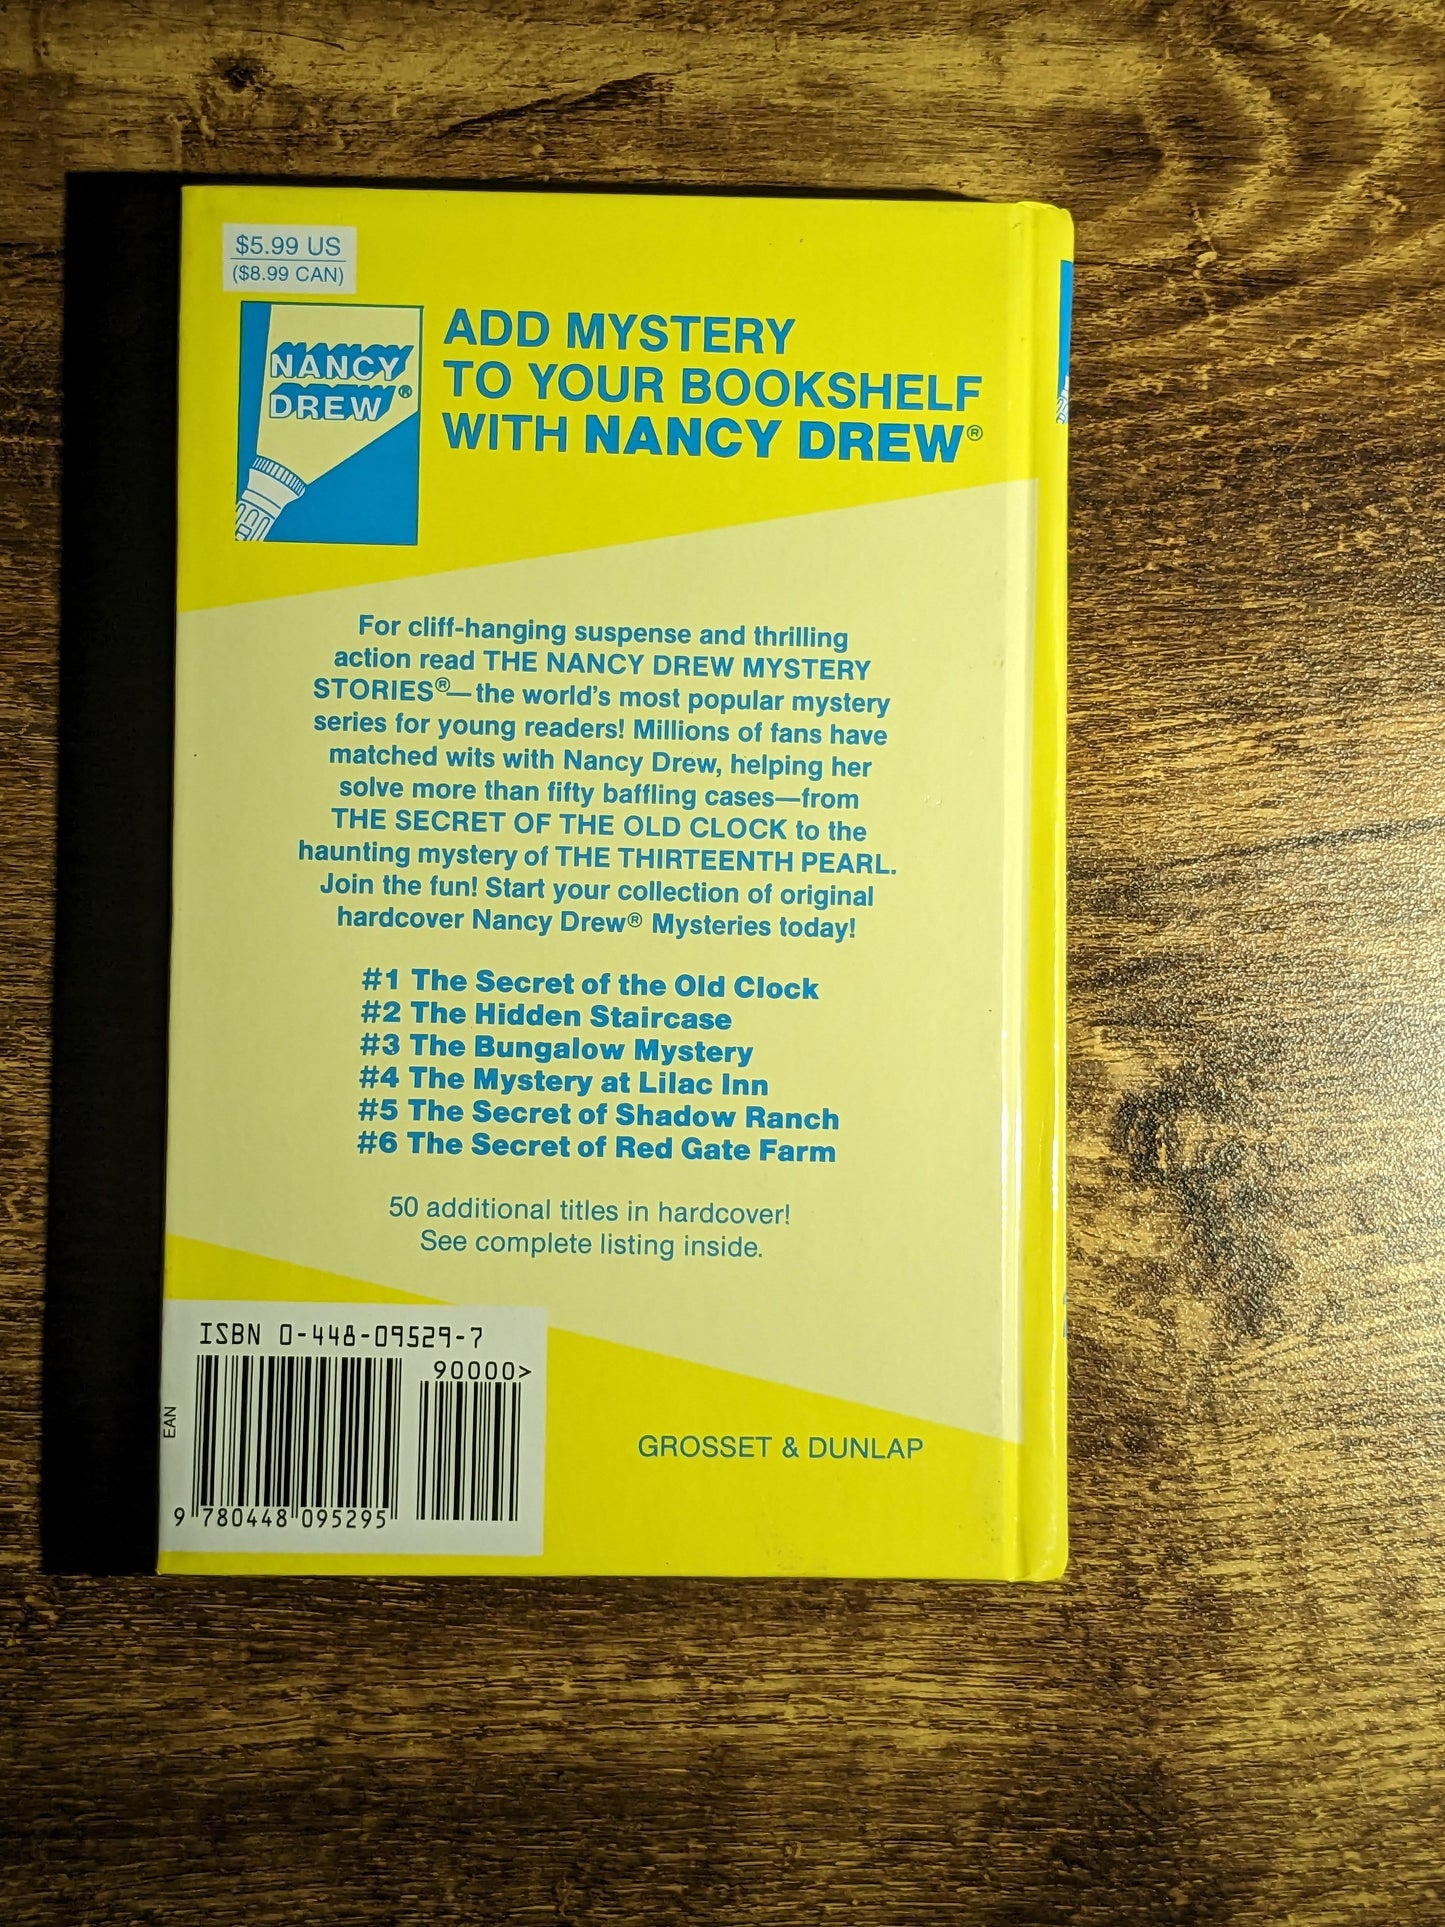 $5.99 US
($8.99 CAN)
NANCY
DREW®
ADD MYSTERY
TO YOUR BOOKSHELF
WITH NANCY DREW®
For cliff-hanging suspense and thrilling
action read THE NANCY DREW MYSTERY
STORIES®—the world's most popular mystery
series for young readers! Millions of fans have
matched wits with Nancy Drew, helping her
solve more than fifty baffling cases—from
THE SECRET OF THE OLD CLOCK to the
haunting mystery of THE THIRTEENTH PEARL.
Join the fun! Start your collection of original
hardcover Nancy Drew® Mysteries today!
#1 The Secret of the Old Clock
#2 The Hidden Staircase
#3 The Bungalow Mystery
#4 The Mystery at Lilac Inn
#5 The Secret of Shadow Ranch
#6 The Secret of Red Gate Farm
50 additional titles in hardcover!
See complete listing inside.
ISBN 0-448-09529-7
90000>
EAN
9 780448 095295
GROSSET & DUNLAP